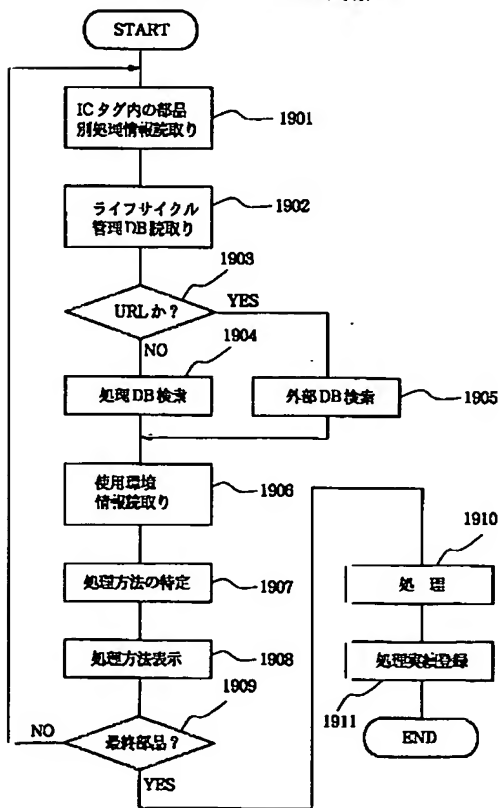 START
ICタグ内の部品
別処理情報読取り
1901
ライフサイクル
管理DB読取り
1902
1903
URLか?
YES
NO
1904
処理DB検索
外部DB検索
1905
使用環境
情報読取り
1906
処理方法の特定
1907
処理方法表示
1908
1909
NO
最終部品?
YES
1910
処 理
処理実績登録
1911
END